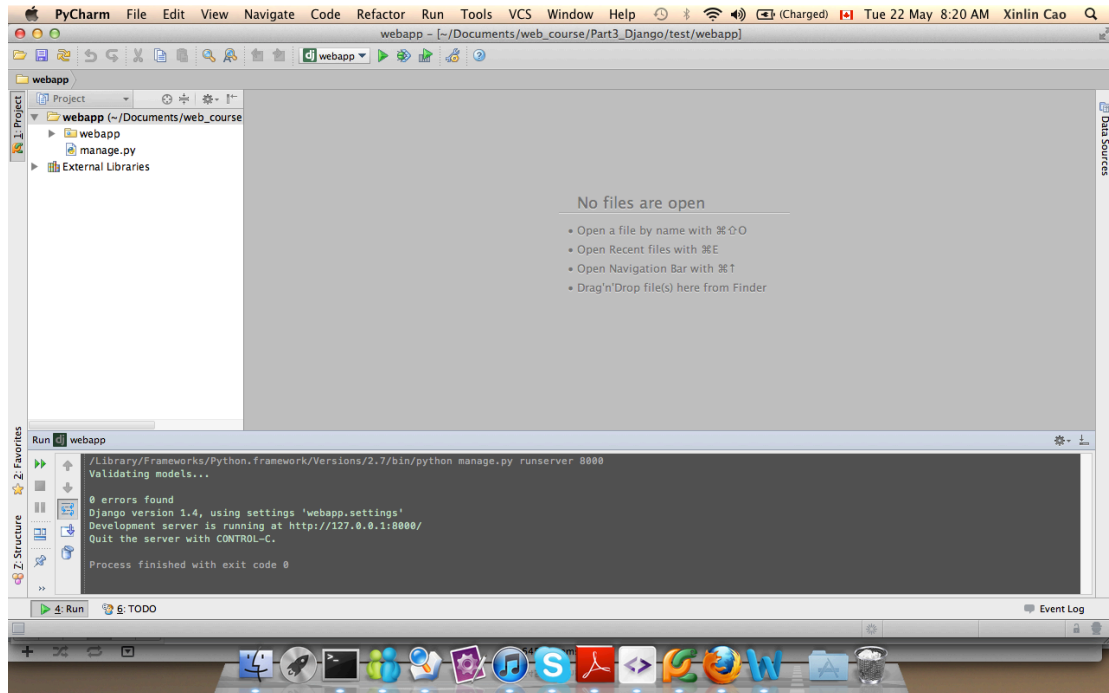 PyCharm File Edit View Navigate Code Refactor Run Tools VCS Window Help (Charged) Tue 22 May 8:20 AM Xinlin Cao
webapp – [~/Documents/web_course/Part3_Django/test/webapp]
dj webapp
webapp
1: Project
Project
webapp (~/Documents/web_course
webapp
manage.py
External Libraries
Data Sources
No files are open
• Open a file by name with ⌘⇧O
• Open Recent files with ⌘E
• Open Navigation Bar with ⌘↑
• Drag'n'Drop file(s) here from Finder
2: Favorites
Z: Structure
Run dj webapp
/Library/Frameworks/Python.framework/Versions/2.7/bin/python manage.py runserver 8000
Validating models...
0 errors found
Django version 1.4, using settings 'webapp.settings'
Development server is running at http://127.0.0.1:8000/
Quit the server with CONTROL-C.
Process finished with exit code 0
4: Run 6: TODO Event Log